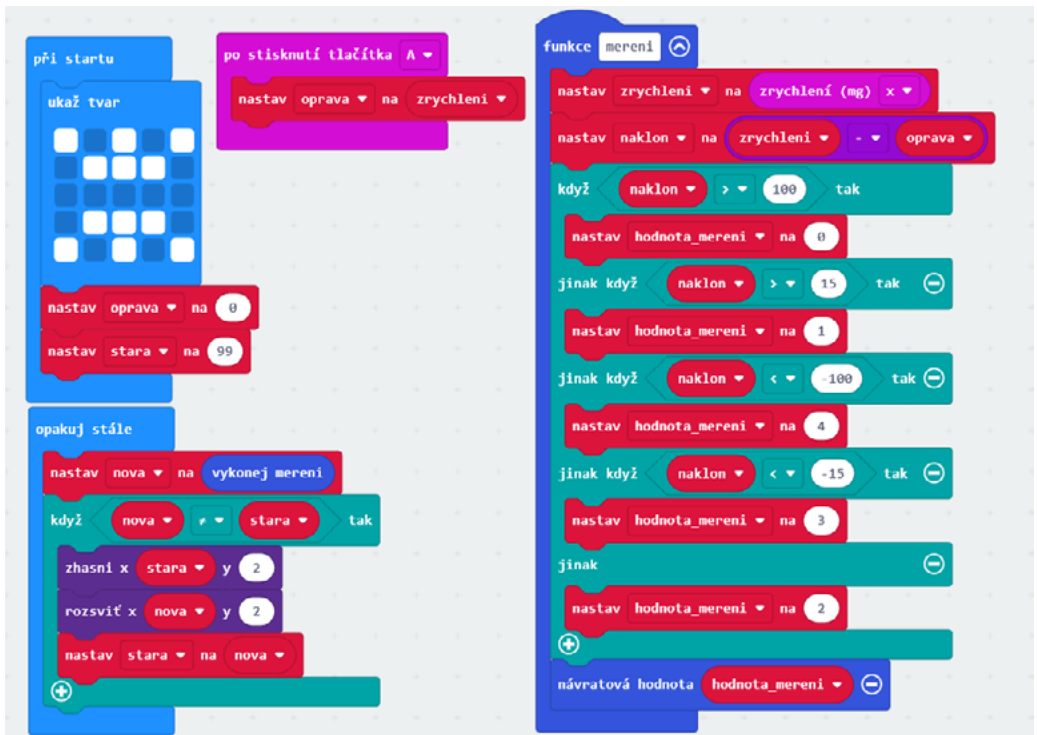 při startu
ukaž tvar
nastav oprava na 0
nastav stara na 99
po stisknutí tlačítka A
nastav oprava na zrychleni
opakuj stále
nastav nova na vykonej mereni
když nova ≠ stara tak
zhasni x stara y 2
rozsviť x nova y 2
nastav stara na nova
funkce mereni
nastav zrychleni na zrychlení (mg) x
nastav naklon na zrychleni - oprava
když naklon > 100 tak
nastav hodnota_mereni na 0
jinak když naklon > 15 tak
nastav hodnota_mereni na 1
jinak když naklon < -100 tak
nastav hodnota_mereni na 4
jinak když naklon < -15 tak
nastav hodnota_mereni na 3
jinak
nastav hodnota_mereni na 2
návratová hodnota hodnota_mereni